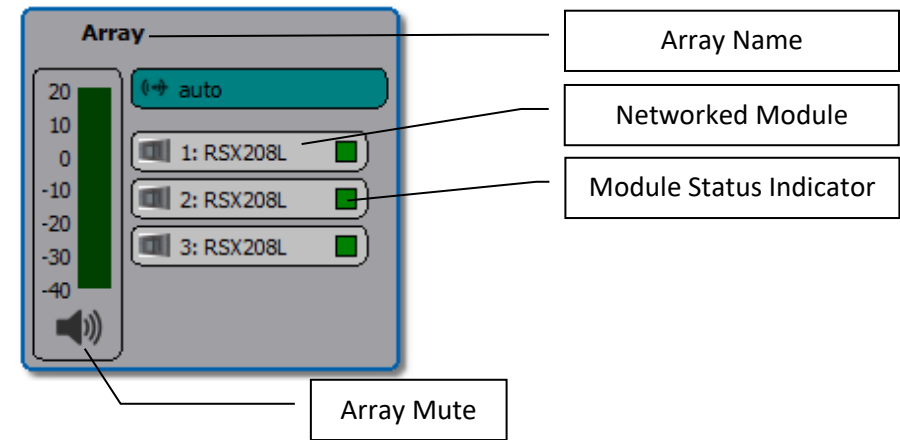 Array
Array Name
20
10
0
-10
-20
-30
-40
auto
1: RSX208L
2: RSX208L
3: RSX208L
Networked Module
Module Status Indicator
Array Mute